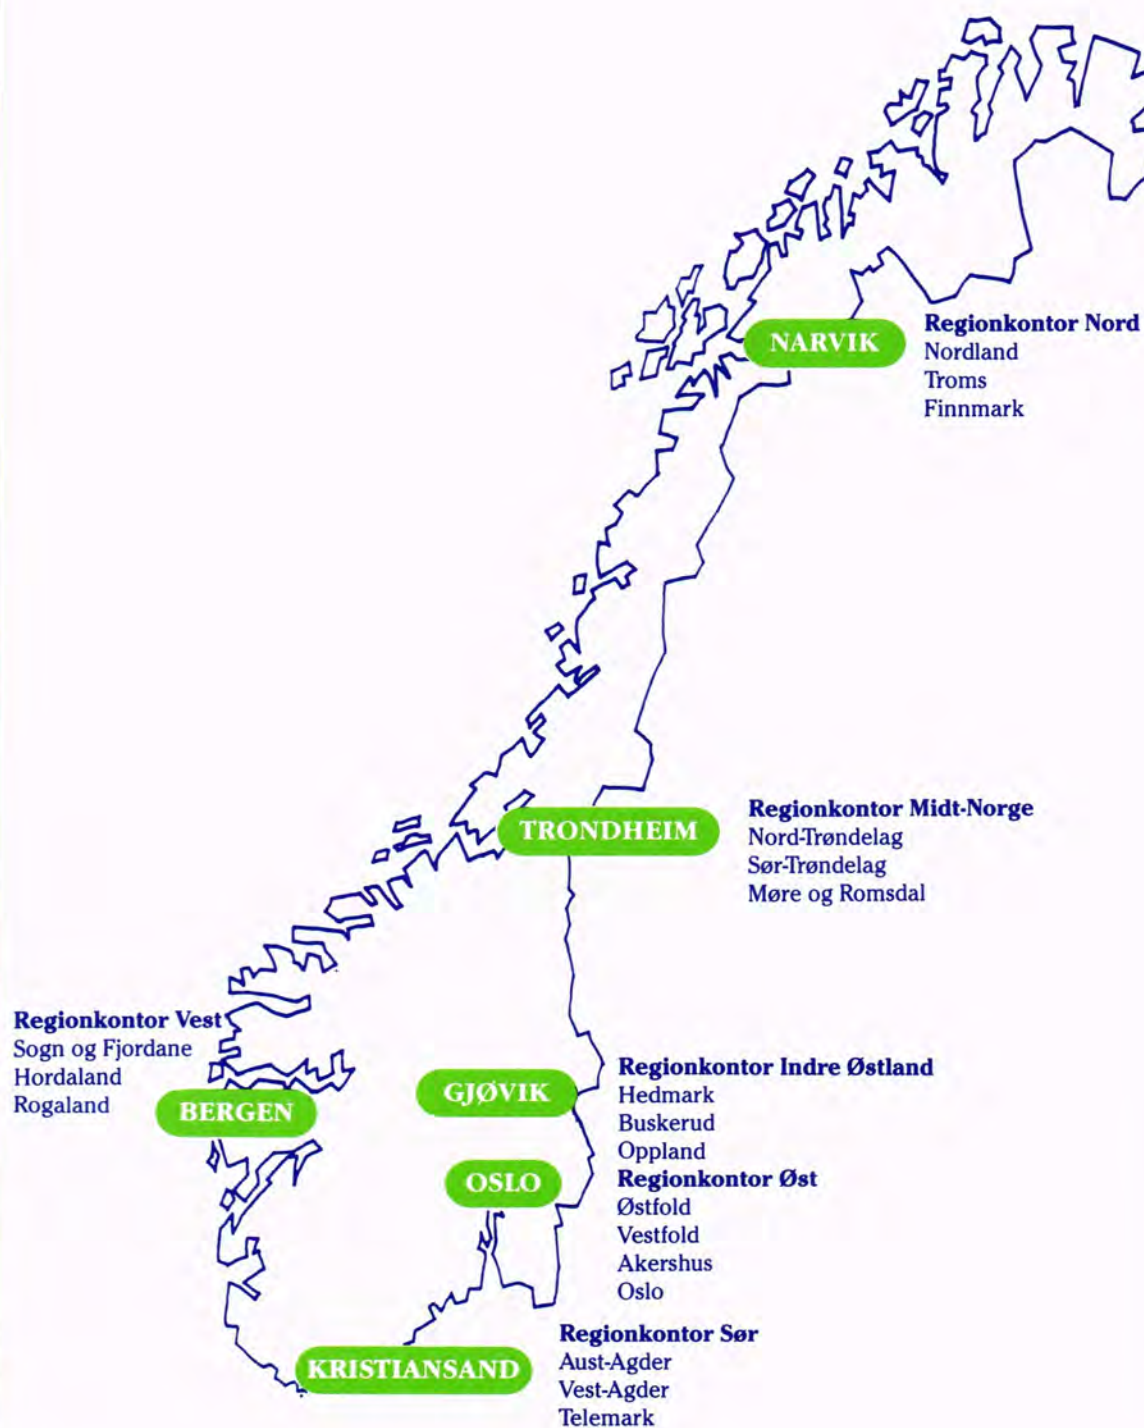 NARVIK
Regionkontor Nord
Nordland
Troms
Finnmark
TRONDHEIM
Regionkontor Midt-Norge
Nord-Trøndelag
Sør-Trøndelag
Møre og Romsdal
Regionkontor Vest
Sogn og Fjordane
Hordaland
Rogaland
BERGEN
GJØVIK
Regionkontor Indre Østland
Hedmark
Buskerud
Oppland
OSLO
Regionkontor Øst
Østfold
Vestfold
Akershus
Oslo
KRISTIANSAND
Regionkontor Sør
Aust-Agder
Vest-Agder
Telemark